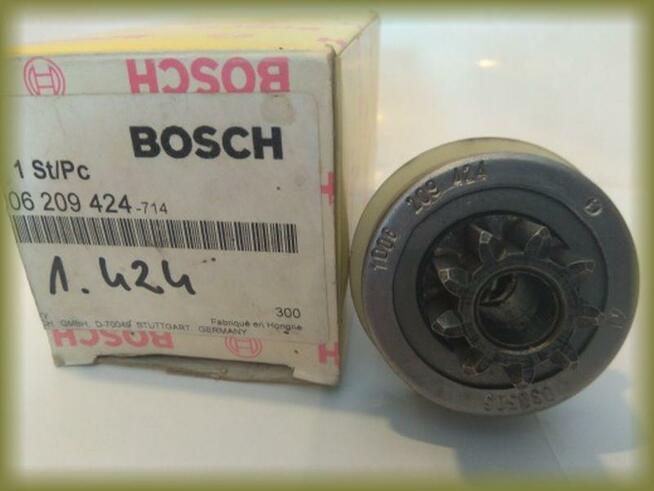 BOSCH
BOSCH
1 St/Pc
06 209 424-714
1.424
300
Fabriqué en Hongrie
GMBH, D-70049 STUTTGART GERMANY
BOSCH
1006 209 424